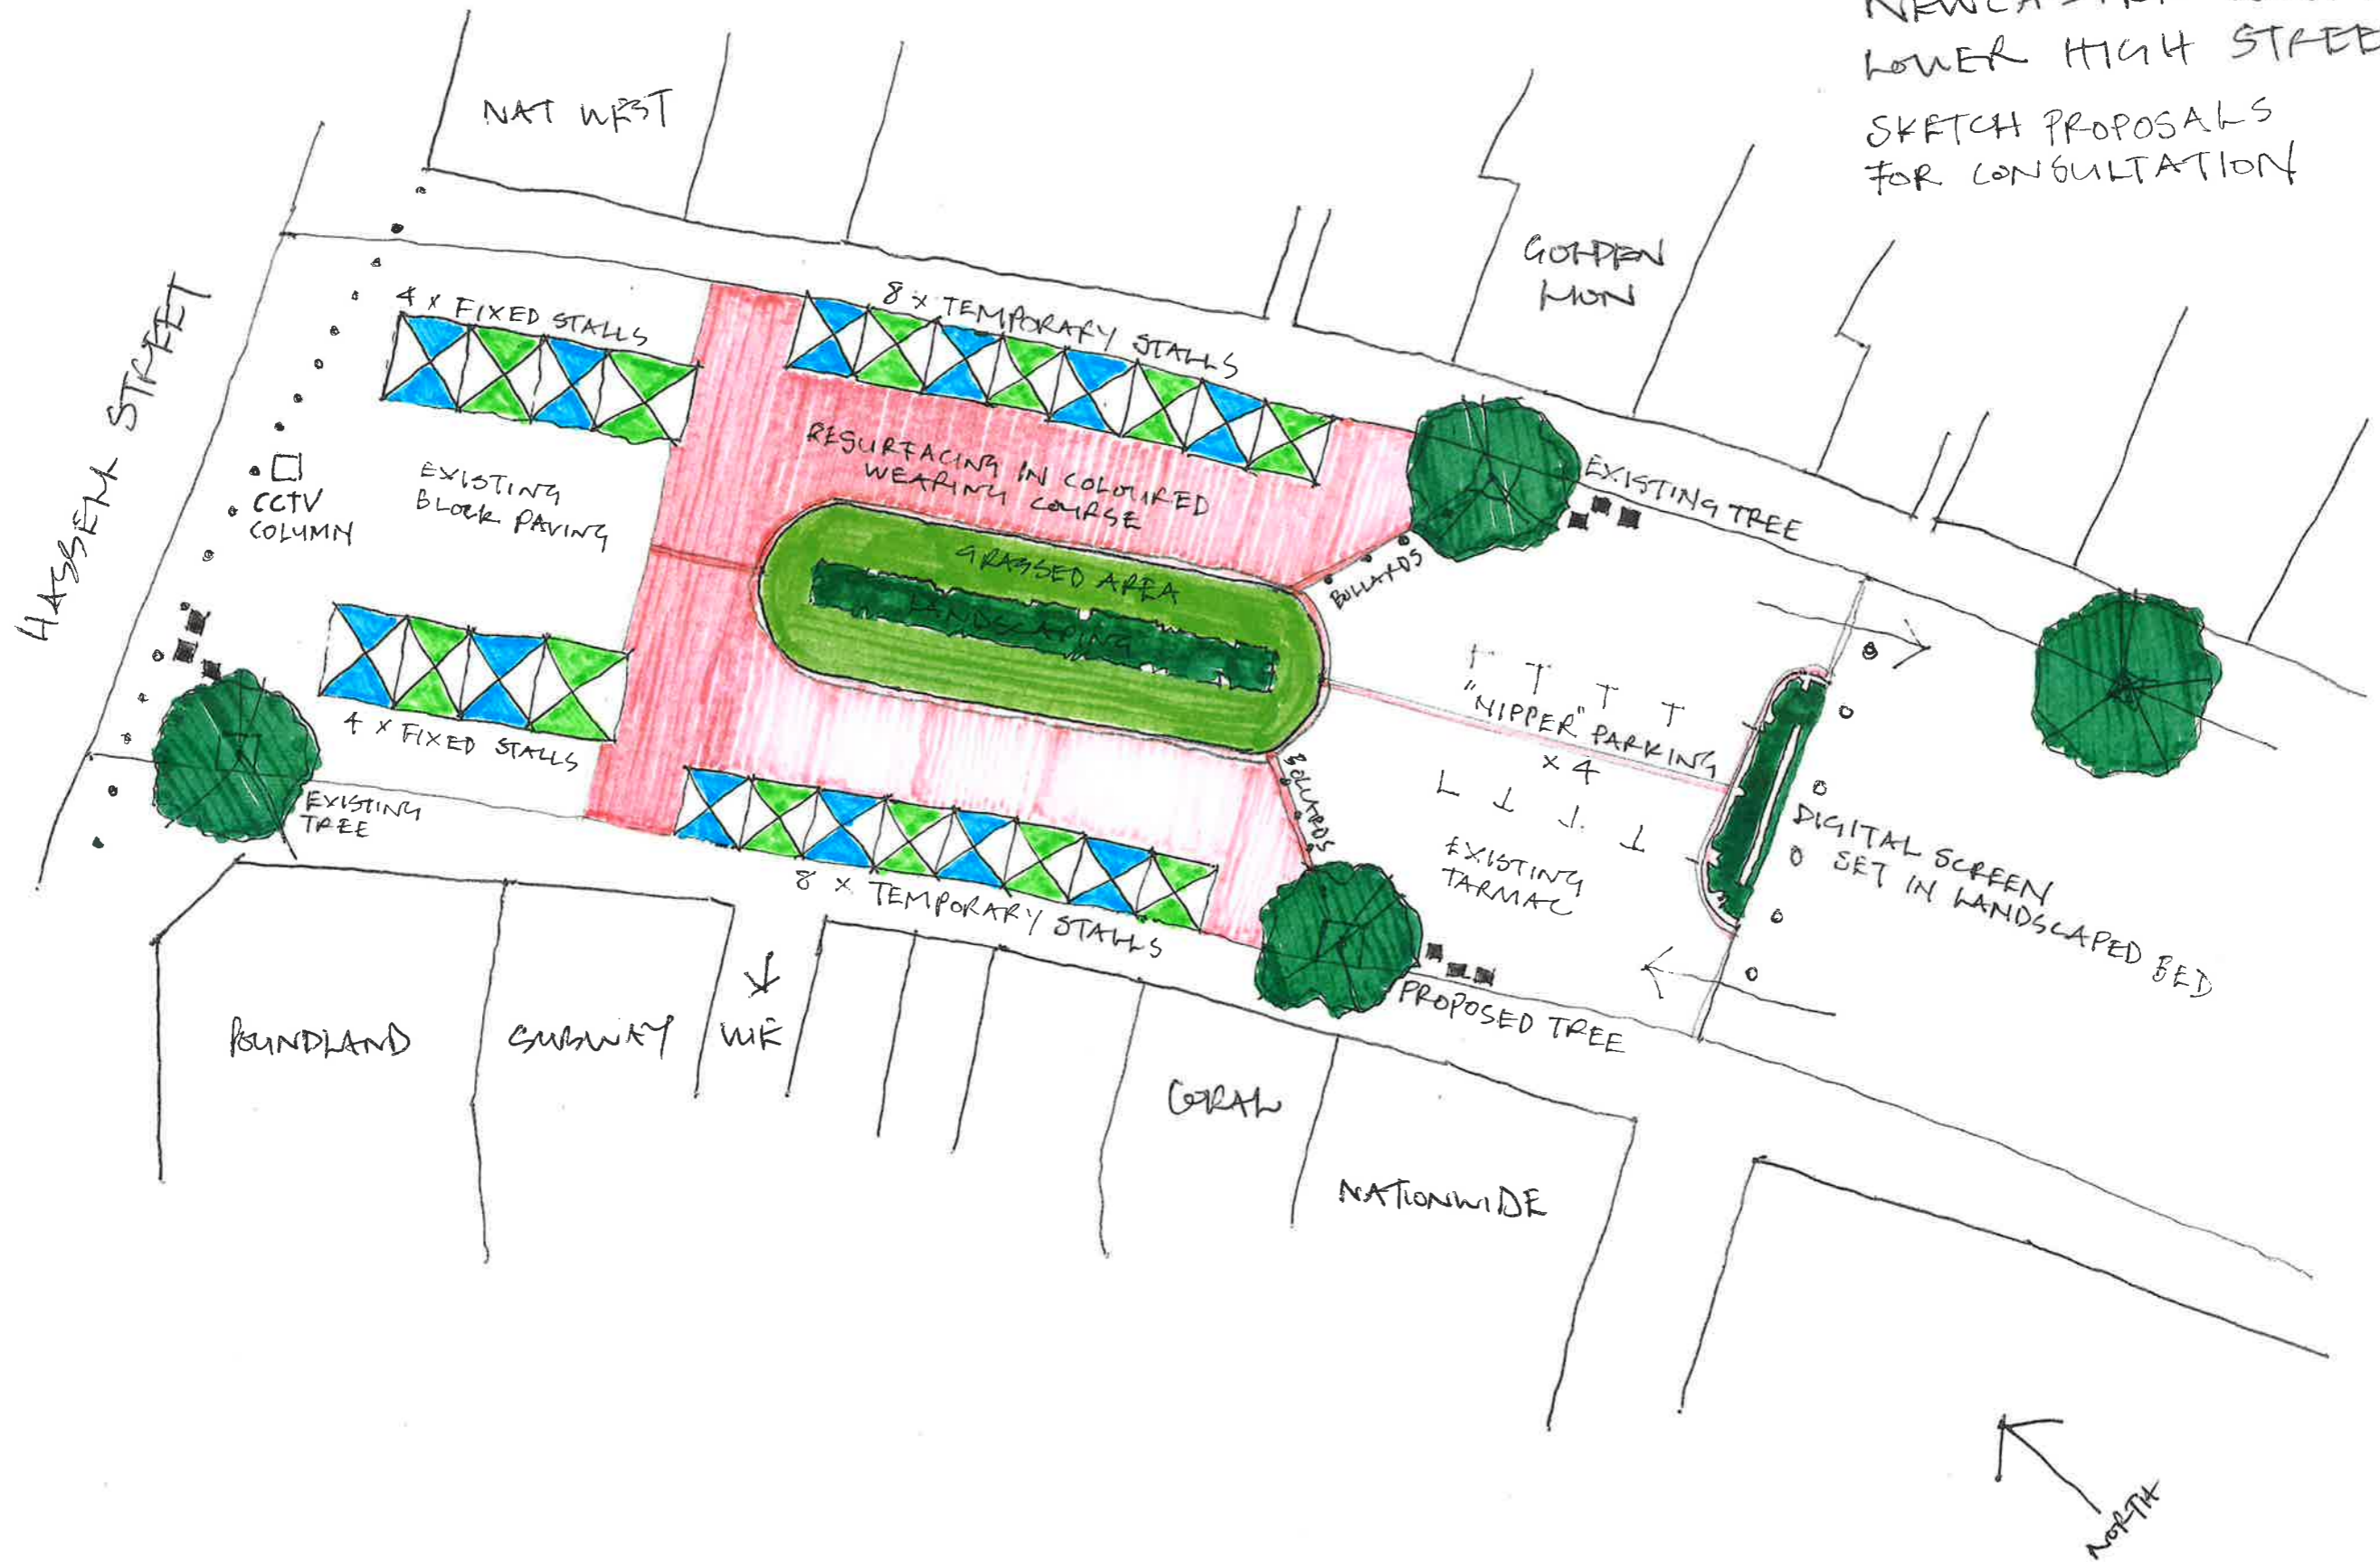 LOWER HIGH STREE
SKETCH PROPOSALS
FOR CONSULTATION
NAT WEST
GOLDEN
LION
HASSELL STREET
4 x FIXED STALLS
8 x TEMPORARY STALLS
CCTV
COLUMN
EXISTING
BLOCK PAVING
RESURFACING IN COLOURED
WEARING COURSE
EXISTING TREE
GRASSED AREA
LANDSCAPING
BOLLARDS
"NIPPER" PARKING
x 4
4 x FIXED STALLS
EXISTING
TREE
BOLLARDS
EXISTING
TARMAC
DIGITAL SCREEN
SET IN LANDSCAPED BED
8 x TEMPORARY STALLS
PROPOSED TREE
POUNDLAND
SUBWAY
CORAL
NATIONWIDE
NORTH